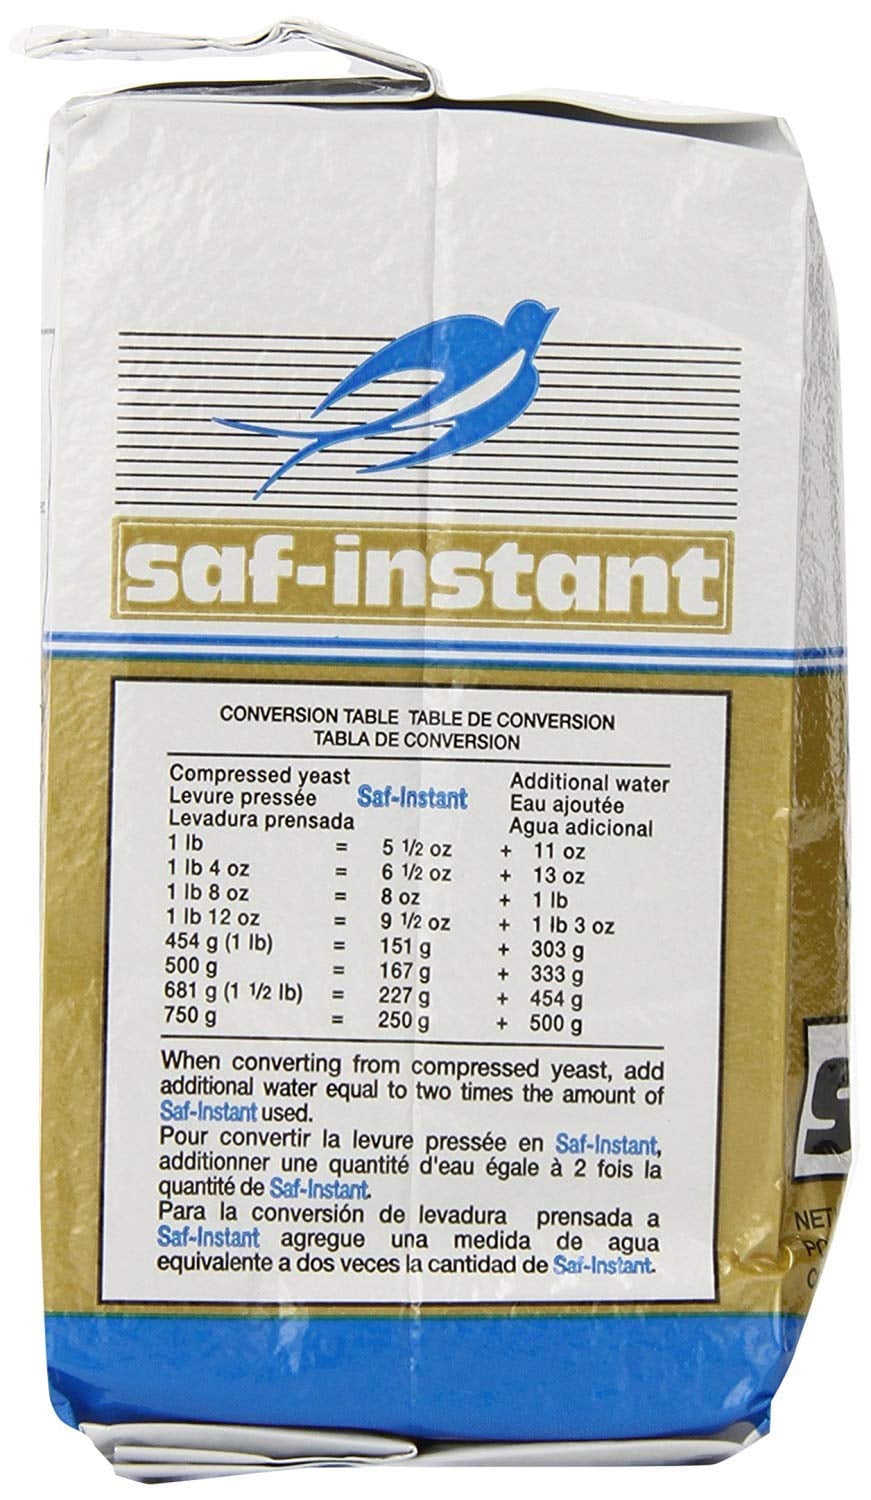 saf-instant
CONVERSION TABLE TABLE DE CONVERSION
TABLA DE CONVERSION
Compressed yeast
Levure pressée
Levadura prensada
Saf-Instant
Additional water
Eau ajoutée
Agua adicional
1 lb = 5 1/2 oz + 11 oz
1 lb 4 oz = 6 1/2 oz + 13 oz
1 lb 8 oz = 8 oz + 1 lb
1 lb 12 oz = 9 1/2 oz + 1 lb 3 oz
454 g (1 lb) = 151 g + 303 g
500 g = 167 g + 333 g
681 g (1 1/2 lb) = 227 g + 454 g
750 g = 250 g + 500 g
When converting from compressed yeast, add
additional water equal to two times the amount of
Saf-Instant used.
Pour convertir la levure pressée en Saf-Instant,
additionner une quantité d'eau égale à 2 fois la
quantité de Saf-Instant.
Para la conversión de levadura prensada a
Saf-Instant agregue una medida de agua
equivalente a dos veces la cantidad de Saf-Instant.
NET